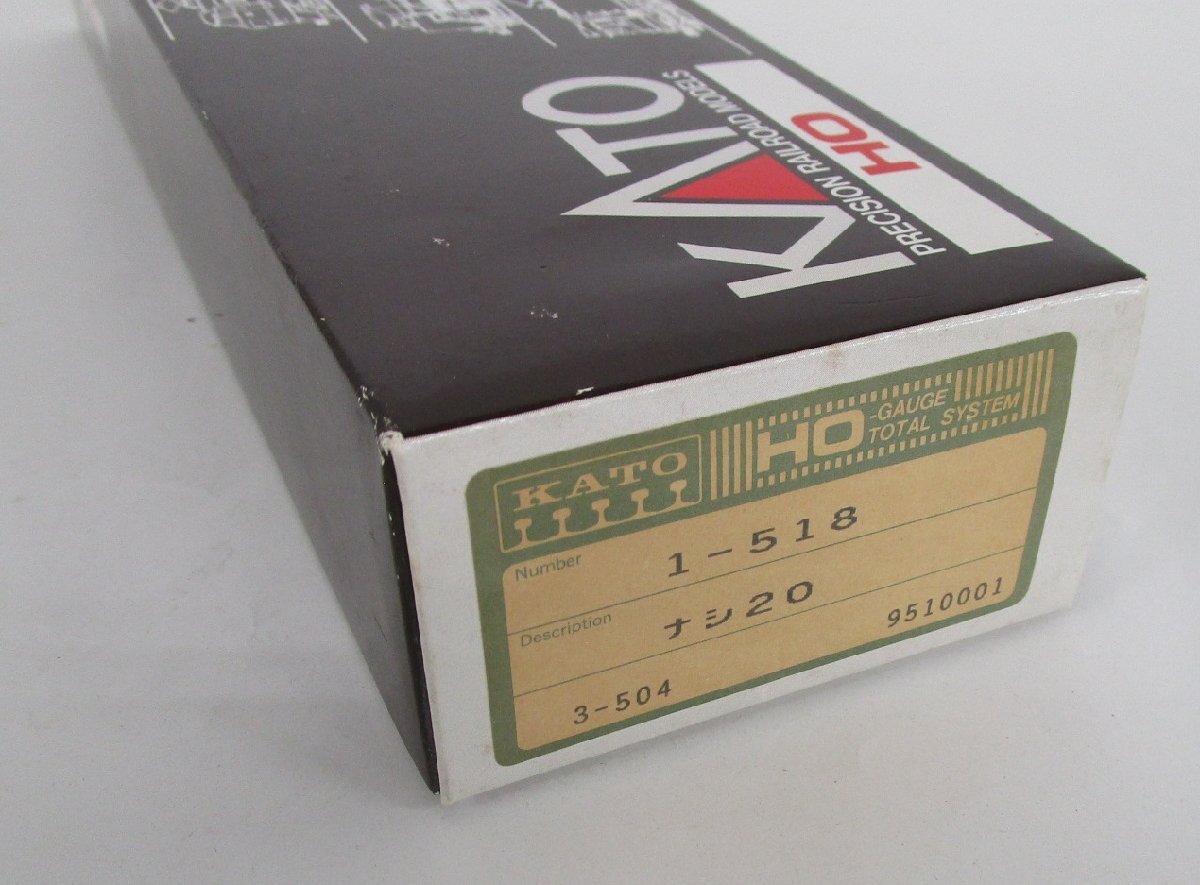 KATO
PRECISION RAILROAD MODELS
HO
KATO
HO
-GAUGE
TOTAL SYSTEM
Number 1-518
Description ナシ20
3-504 9510001